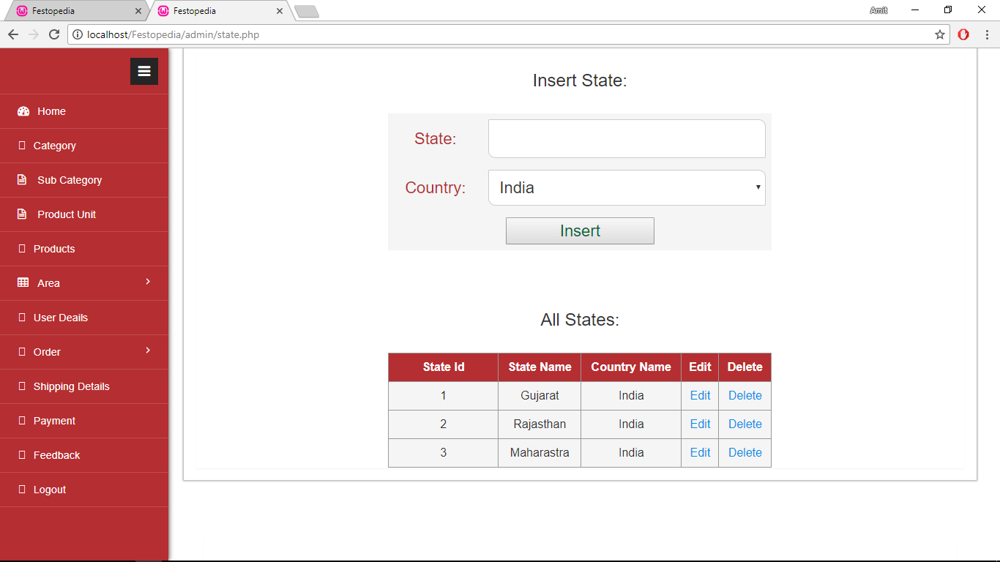 Festopedia
Festopedia
Amit
localhost/Festopedia/admin/state.php
Home
Category
Sub Category
Product Unit
Products
Area
User Deails
Order
Shipping Details
Payment
Feedback
Logout
Insert State:
State:
Country: India
Insert
All States:
State Id State Name Country Name Edit Delete
1 Gujarat India Edit Delete
2 Rajasthan India Edit Delete
3 Maharastra India Edit Delete